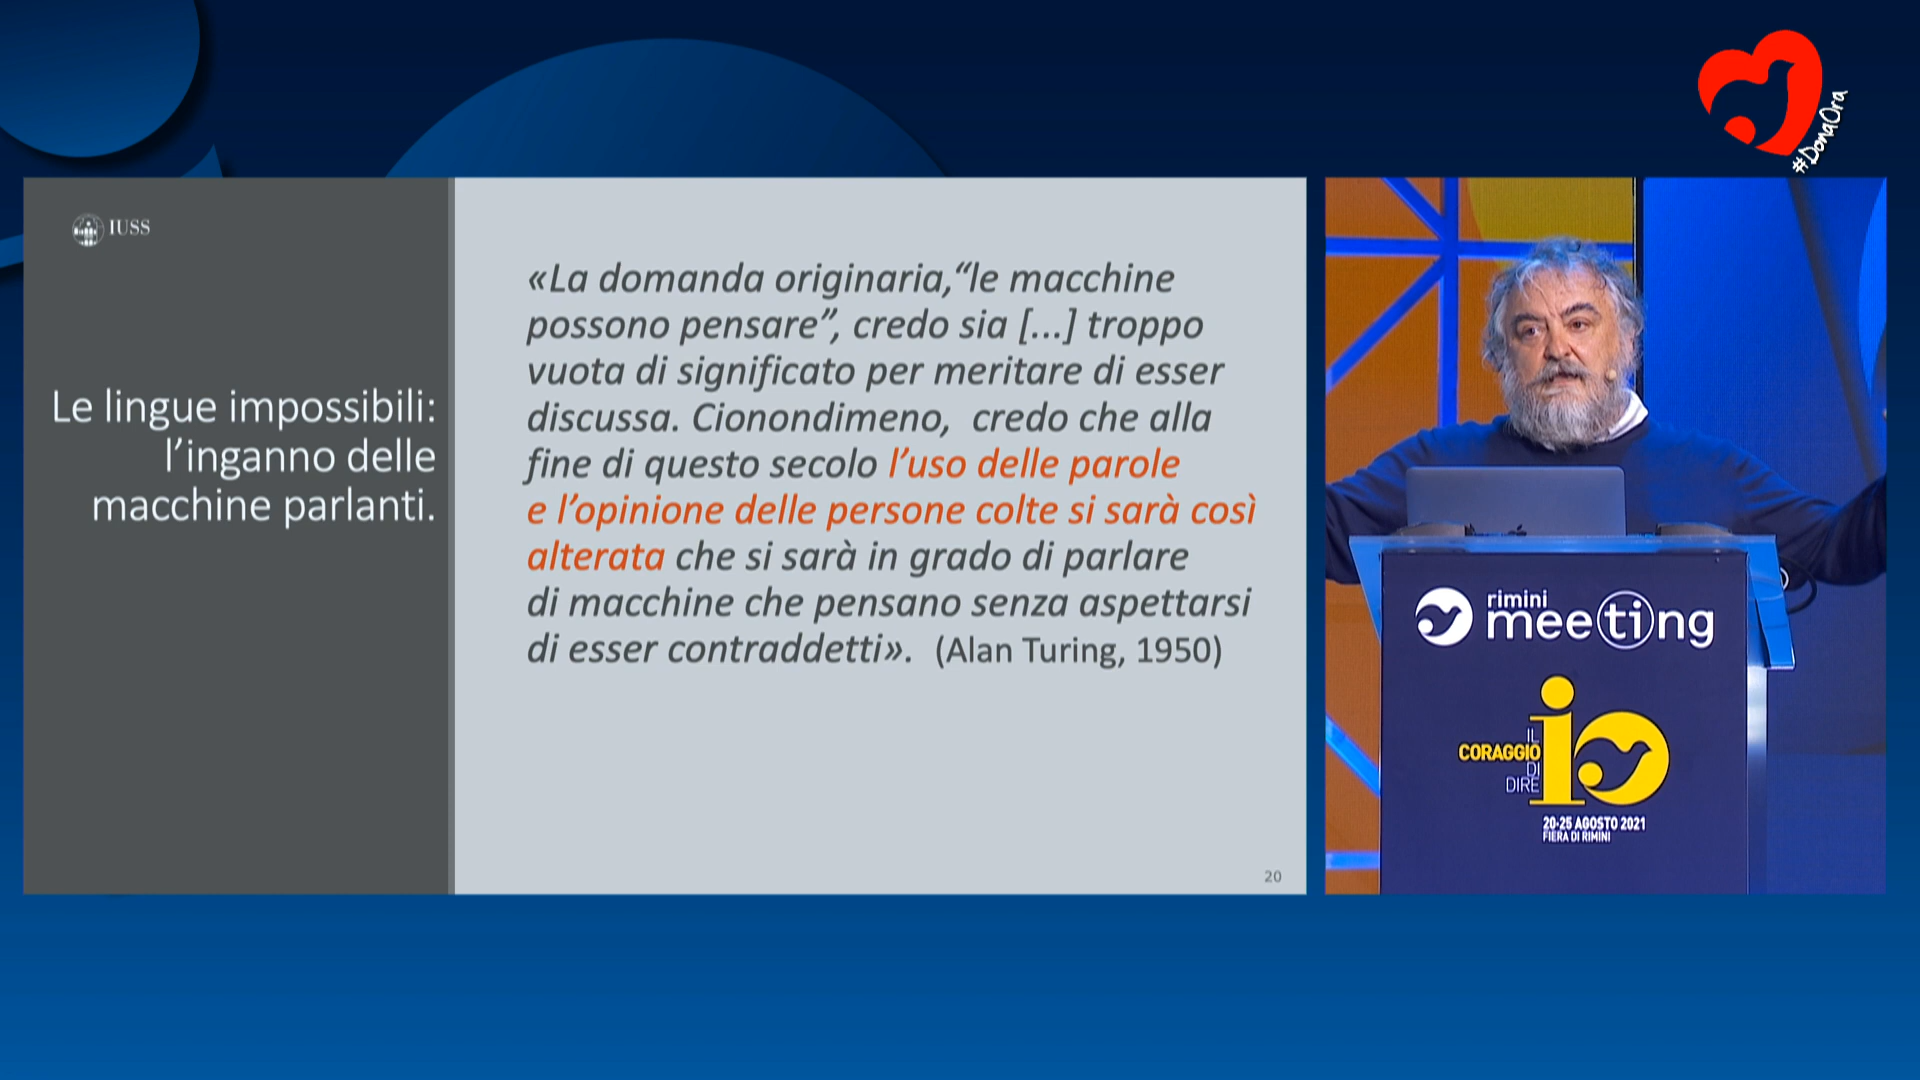 #DonaOra
IUSS
Le lingue impossibili:
l’inganno delle
macchine parlanti.
«La domanda originaria,“le macchine
possono pensare”, credo sia [...] troppo
vuota di significato per meritare di esser
discussa. Cionondimeno,  credo che alla
fine di questo secolo l’uso delle parole
e l’opinione delle persone colte si sarà così
alterata che si sarà in grado di parlare
di macchine che pensano senza aspettarsi
di esser contraddetti».  (Alan Turing, 1950)
20
rimini
meeting
IL
CORAGGIO
DI
DIRE
io
20-25 AGOSTO 2021
FIERA DI RIMINI